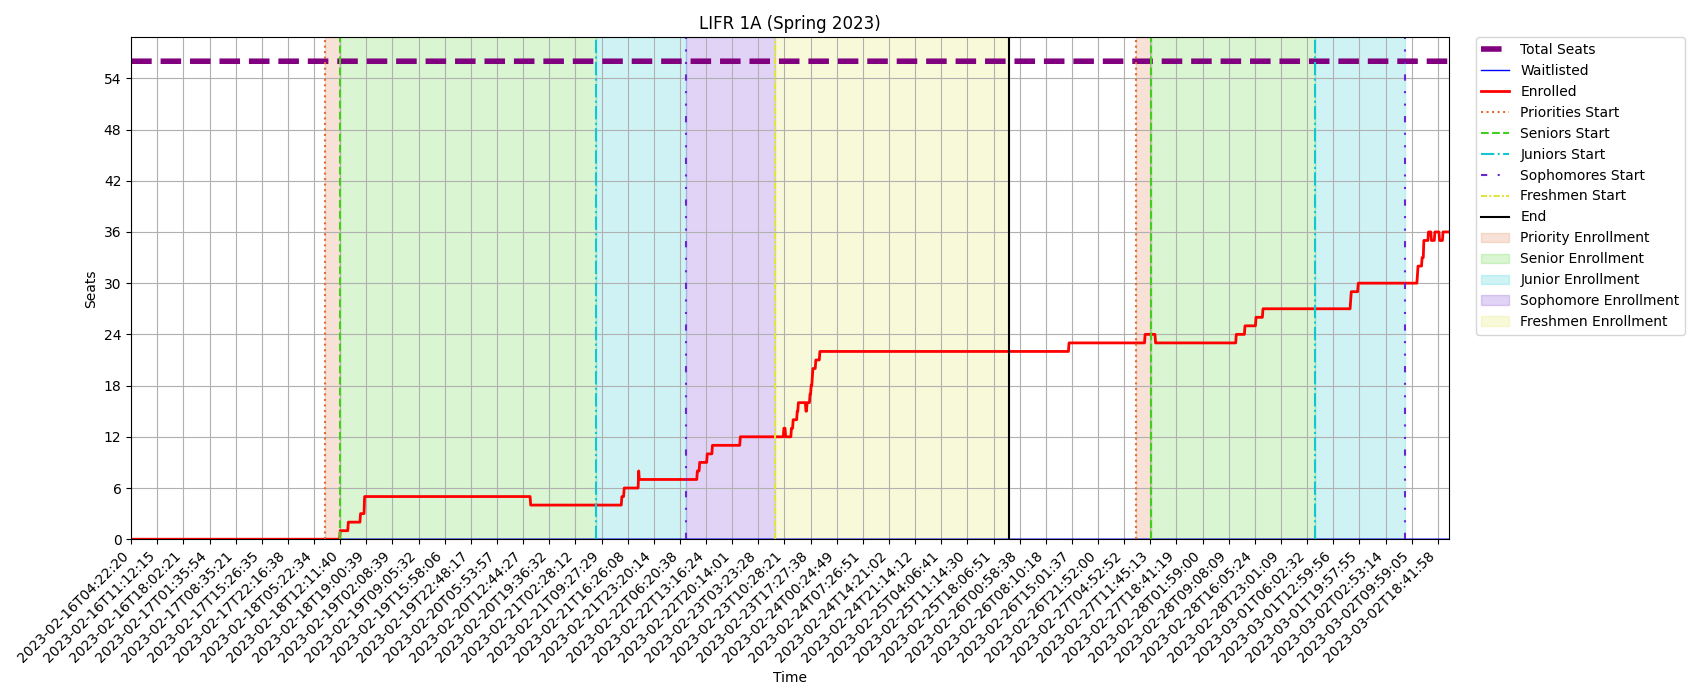 LIFR 1A (Spring 2023)
Seats
54
48
42
36
30
24
18
12
6
0
2023-02-16T04:22:20
2023-02-16T11:12:15
2023-02-16T18:02:21
2023-02-17T01:35:54
2023-02-17T08:35:21
2023-02-17T15:26:35
2023-02-17T22:16:38
2023-02-18T05:22:34
2023-02-18T12:11:40
2023-02-18T19:00:39
2023-02-19T02:08:39
2023-02-19T09:05:32
2023-02-19T15:58:06
2023-02-19T22:48:17
2023-02-20T05:53:57
2023-02-20T12:44:27
2023-02-20T19:36:32
2023-02-21T02:28:12
2023-02-21T09:27:29
2023-02-21T16:26:08
2023-02-21T23:20:14
2023-02-22T06:20:38
2023-02-22T13:16:24
2023-02-22T20:14:01
2023-02-23T03:23:28
2023-02-23T10:28:21
2023-02-23T17:27:38
2023-02-24T00:24:49
2023-02-24T07:26:51
2023-02-24T14:21:02
2023-02-24T21:14:12
2023-02-25T04:06:41
2023-02-25T11:14:30
2023-02-25T18:06:51
2023-02-26T00:58:38
2023-02-26T08:10:18
2023-02-26T15:01:37
2023-02-26T21:52:00
2023-02-27T04:52:52
2023-02-27T11:45:13
2023-02-27T18:41:19
2023-02-28T01:59:00
2023-02-28T09:08:09
2023-02-28T16:05:24
2023-02-28T23:01:09
2023-03-01T06:02:32
2023-03-01T12:59:56
2023-03-01T19:57:55
2023-03-02T02:53:14
2023-03-02T09:59:05
2023-03-02T18:41:58
Time
Total Seats
Waitlisted
Enrolled
Priorities Start
Seniors Start
Juniors Start
Sophomores Start
Freshmen Start
End
Priority Enrollment
Senior Enrollment
Junior Enrollment
Sophomore Enrollment
Freshmen Enrollment